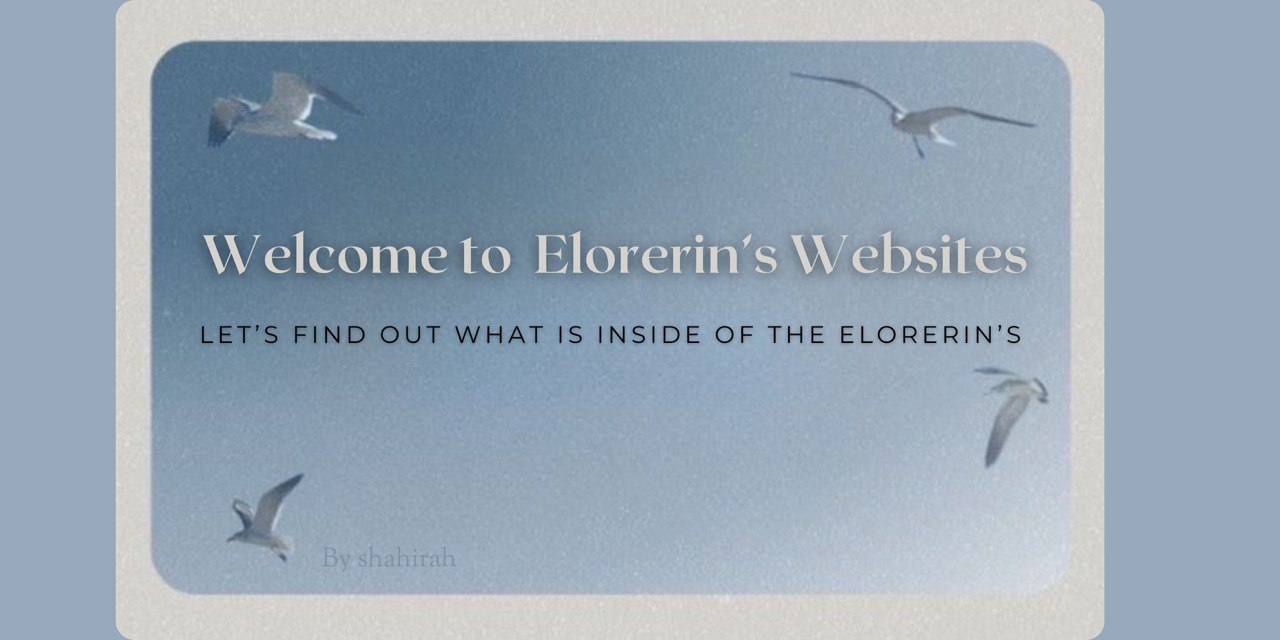 Welcome to Elorerin's Websites
LET’S FIND OUT WHAT IS INSIDE OF THE ELORERIN’S
By shahirah